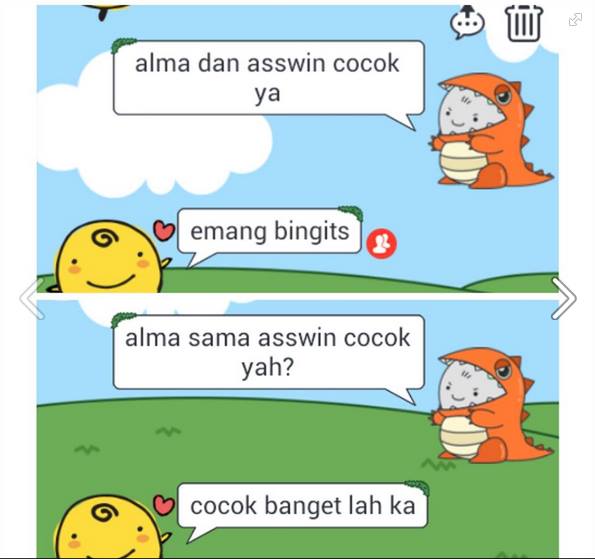 alma dan asswin cocok
ya
emang bingits
alma sama asswin cocok
yah?
cocok banget lah ka